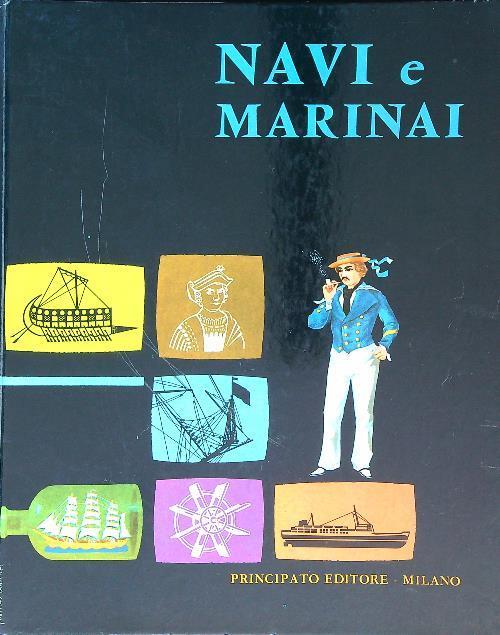 NAVI e
MARINAI
PRINCIPATO EDITORE - MILANO